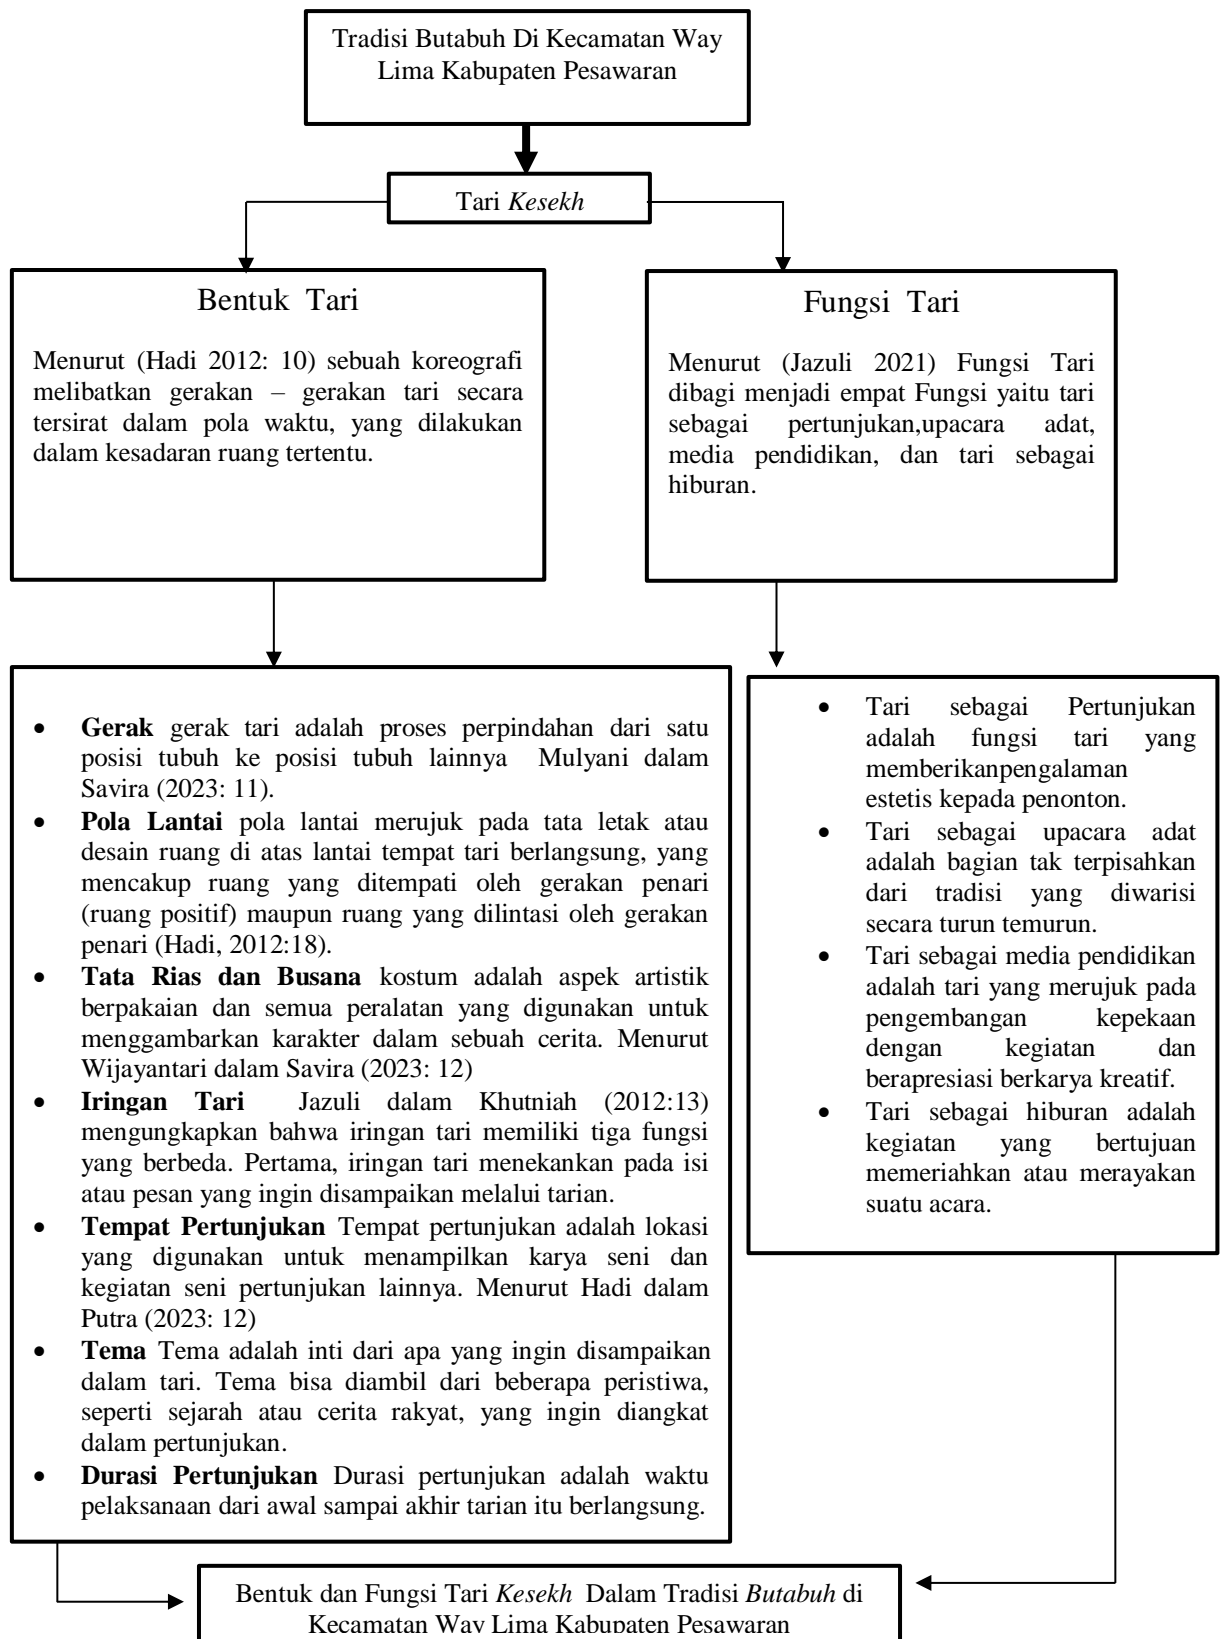 Tradisi Butabuh Di Kecamatan Way
Lima Kabupaten Pesawaran
Tari Kesekh
Bentuk Tari
Menurut (Hadi 2012: 10) sebuah koreografi
melibatkan gerakan – gerakan tari secara
tersirat dalam pola waktu, yang dilakukan
dalam kesadaran ruang tertentu.
Fungsi Tari
Menurut (Jazuli 2021) Fungsi Tari
dibagi menjadi empat Fungsi yaitu tari
sebagai pertunjukan,upacara adat,
media pendidikan, dan tari sebagai
hiburan.
• Gerak gerak tari adalah proses perpindahan dari satu
posisi tubuh ke posisi tubuh lainnya Mulyani dalam
Savira (2023: 11).
• Pola Lantai pola lantai merujuk pada tata letak atau
desain ruang di atas lantai tempat tari berlangsung, yang
mencakup ruang yang ditempati oleh gerakan penari
(ruang positif) maupun ruang yang dilintasi oleh gerakan
penari (Hadi, 2012:18).
• Tata Rias dan Busana kostum adalah aspek artistik
berpakaian dan semua peralatan yang digunakan untuk
menggambarkan karakter dalam sebuah cerita. Menurut
Wijayantari dalam Savira (2023: 12)
• Iringan Tari Jazuli dalam Khutniah (2012:13)
mengungkapkan bahwa iringan tari memiliki tiga fungsi
yang berbeda. Pertama, iringan tari menekankan pada isi
atau pesan yang ingin disampaikan melalui tarian.
• Tempat Pertunjukan Tempat pertunjukan adalah lokasi
yang digunakan untuk menampilkan karya seni dan
kegiatan seni pertunjukan lainnya. Menurut Hadi dalam
Putra (2023: 12)
• Tema Tema adalah inti dari apa yang ingin disampaikan
dalam tari. Tema bisa diambil dari beberapa peristiwa,
seperti sejarah atau cerita rakyat, yang ingin diangkat
dalam pertunjukan.
• Durasi Pertunjukan Durasi pertunjukan adalah waktu
pelaksanaan dari awal sampai akhir tarian itu berlangsung.
• Tari sebagai Pertunjukan
adalah fungsi tari yang
memberikanpengalaman
estetis kepada penonton.
• Tari sebagai upacara adat
adalah bagian tak terpisahkan
dari tradisi yang diwarisi
secara turun temurun.
• Tari sebagai media pendidikan
adalah tari yang merujuk pada
pengembangan kepekaan
dengan kegiatan dan
berapresiasi berkarya kreatif.
• Tari sebagai hiburan adalah
kegiatan yang bertujuan
memeriahkan atau merayakan
suatu acara.
Bentuk dan Fungsi Tari Kesekh Dalam Tradisi Butabuh di
Kecamatan Way Lima Kabupaten Pesawaran